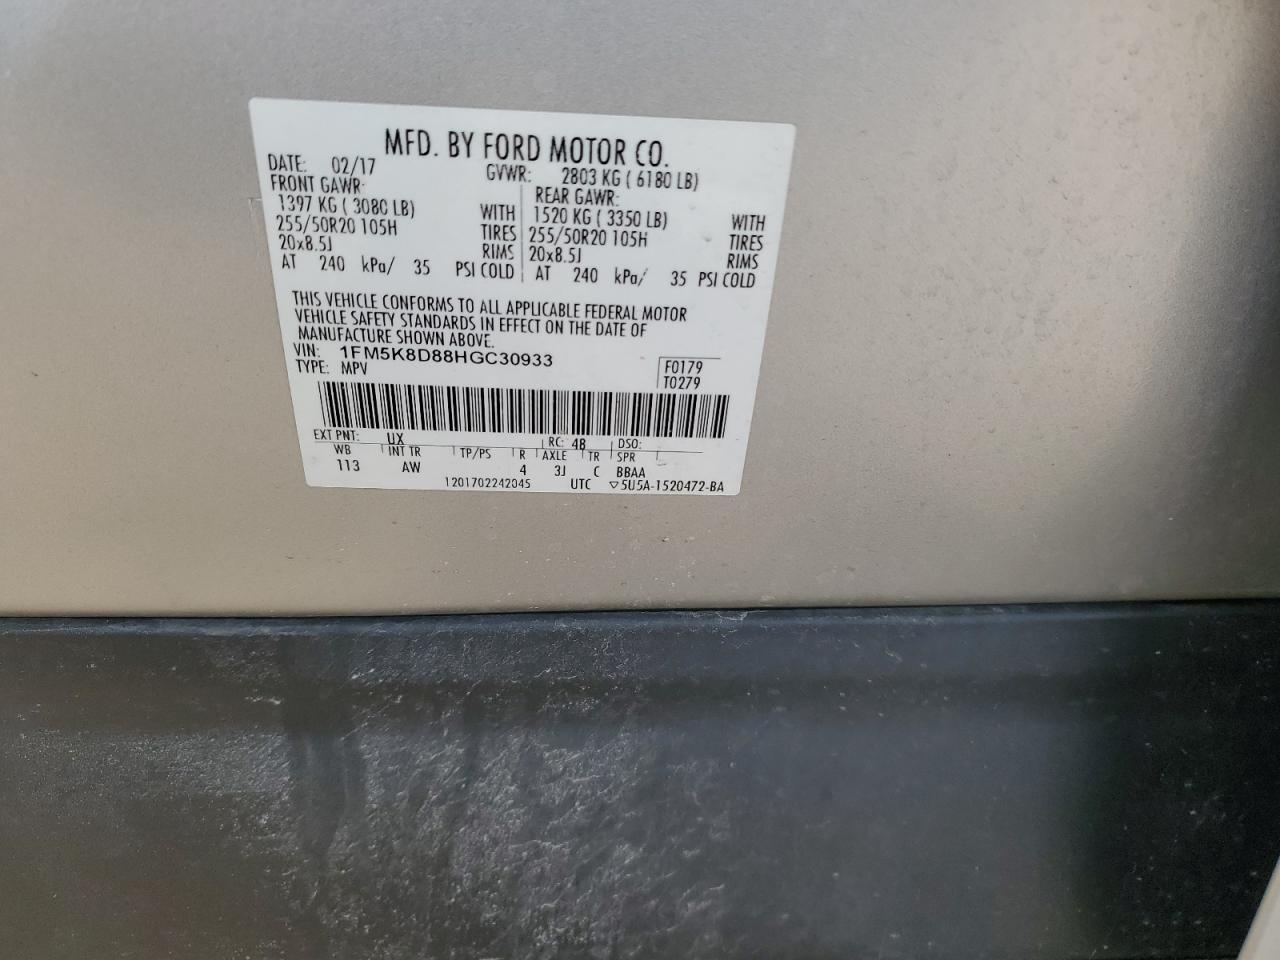 MFD. BY FORD MOTOR CO.
DATE: 02/17 GVWR: 2803 KG ( 6180 LB)
FRONT GAWR: REAR GAWR:
1397 KG ( 3080 LB) WITH 1520 KG ( 3350 LB) WITH
255/50R20 105H TIRES 255/50R20 105H TIRES
20x8.5J RIMS 20x8.5J RIMS
AT 240 kPa/ 35 PSI COLD AT 240 kPa/ 35 PSI COLD
THIS VEHICLE CONFORMS TO ALL APPLICABLE FEDERAL MOTOR
VEHICLE SAFETY STANDARDS IN EFFECT ON THE DATE OF
MANUFACTURE SHOWN ABOVE.
VIN: 1FM5K8D88HGC30933 F0179
TYPE: MPV T0279
EXT PNT: UX RC: 48 DSO:
WB INT TR TP/PS R AXLE TR SPR
113 AW 4 3J C BBAA
1201702242045 UTC ▽5U5A-1520472-BA